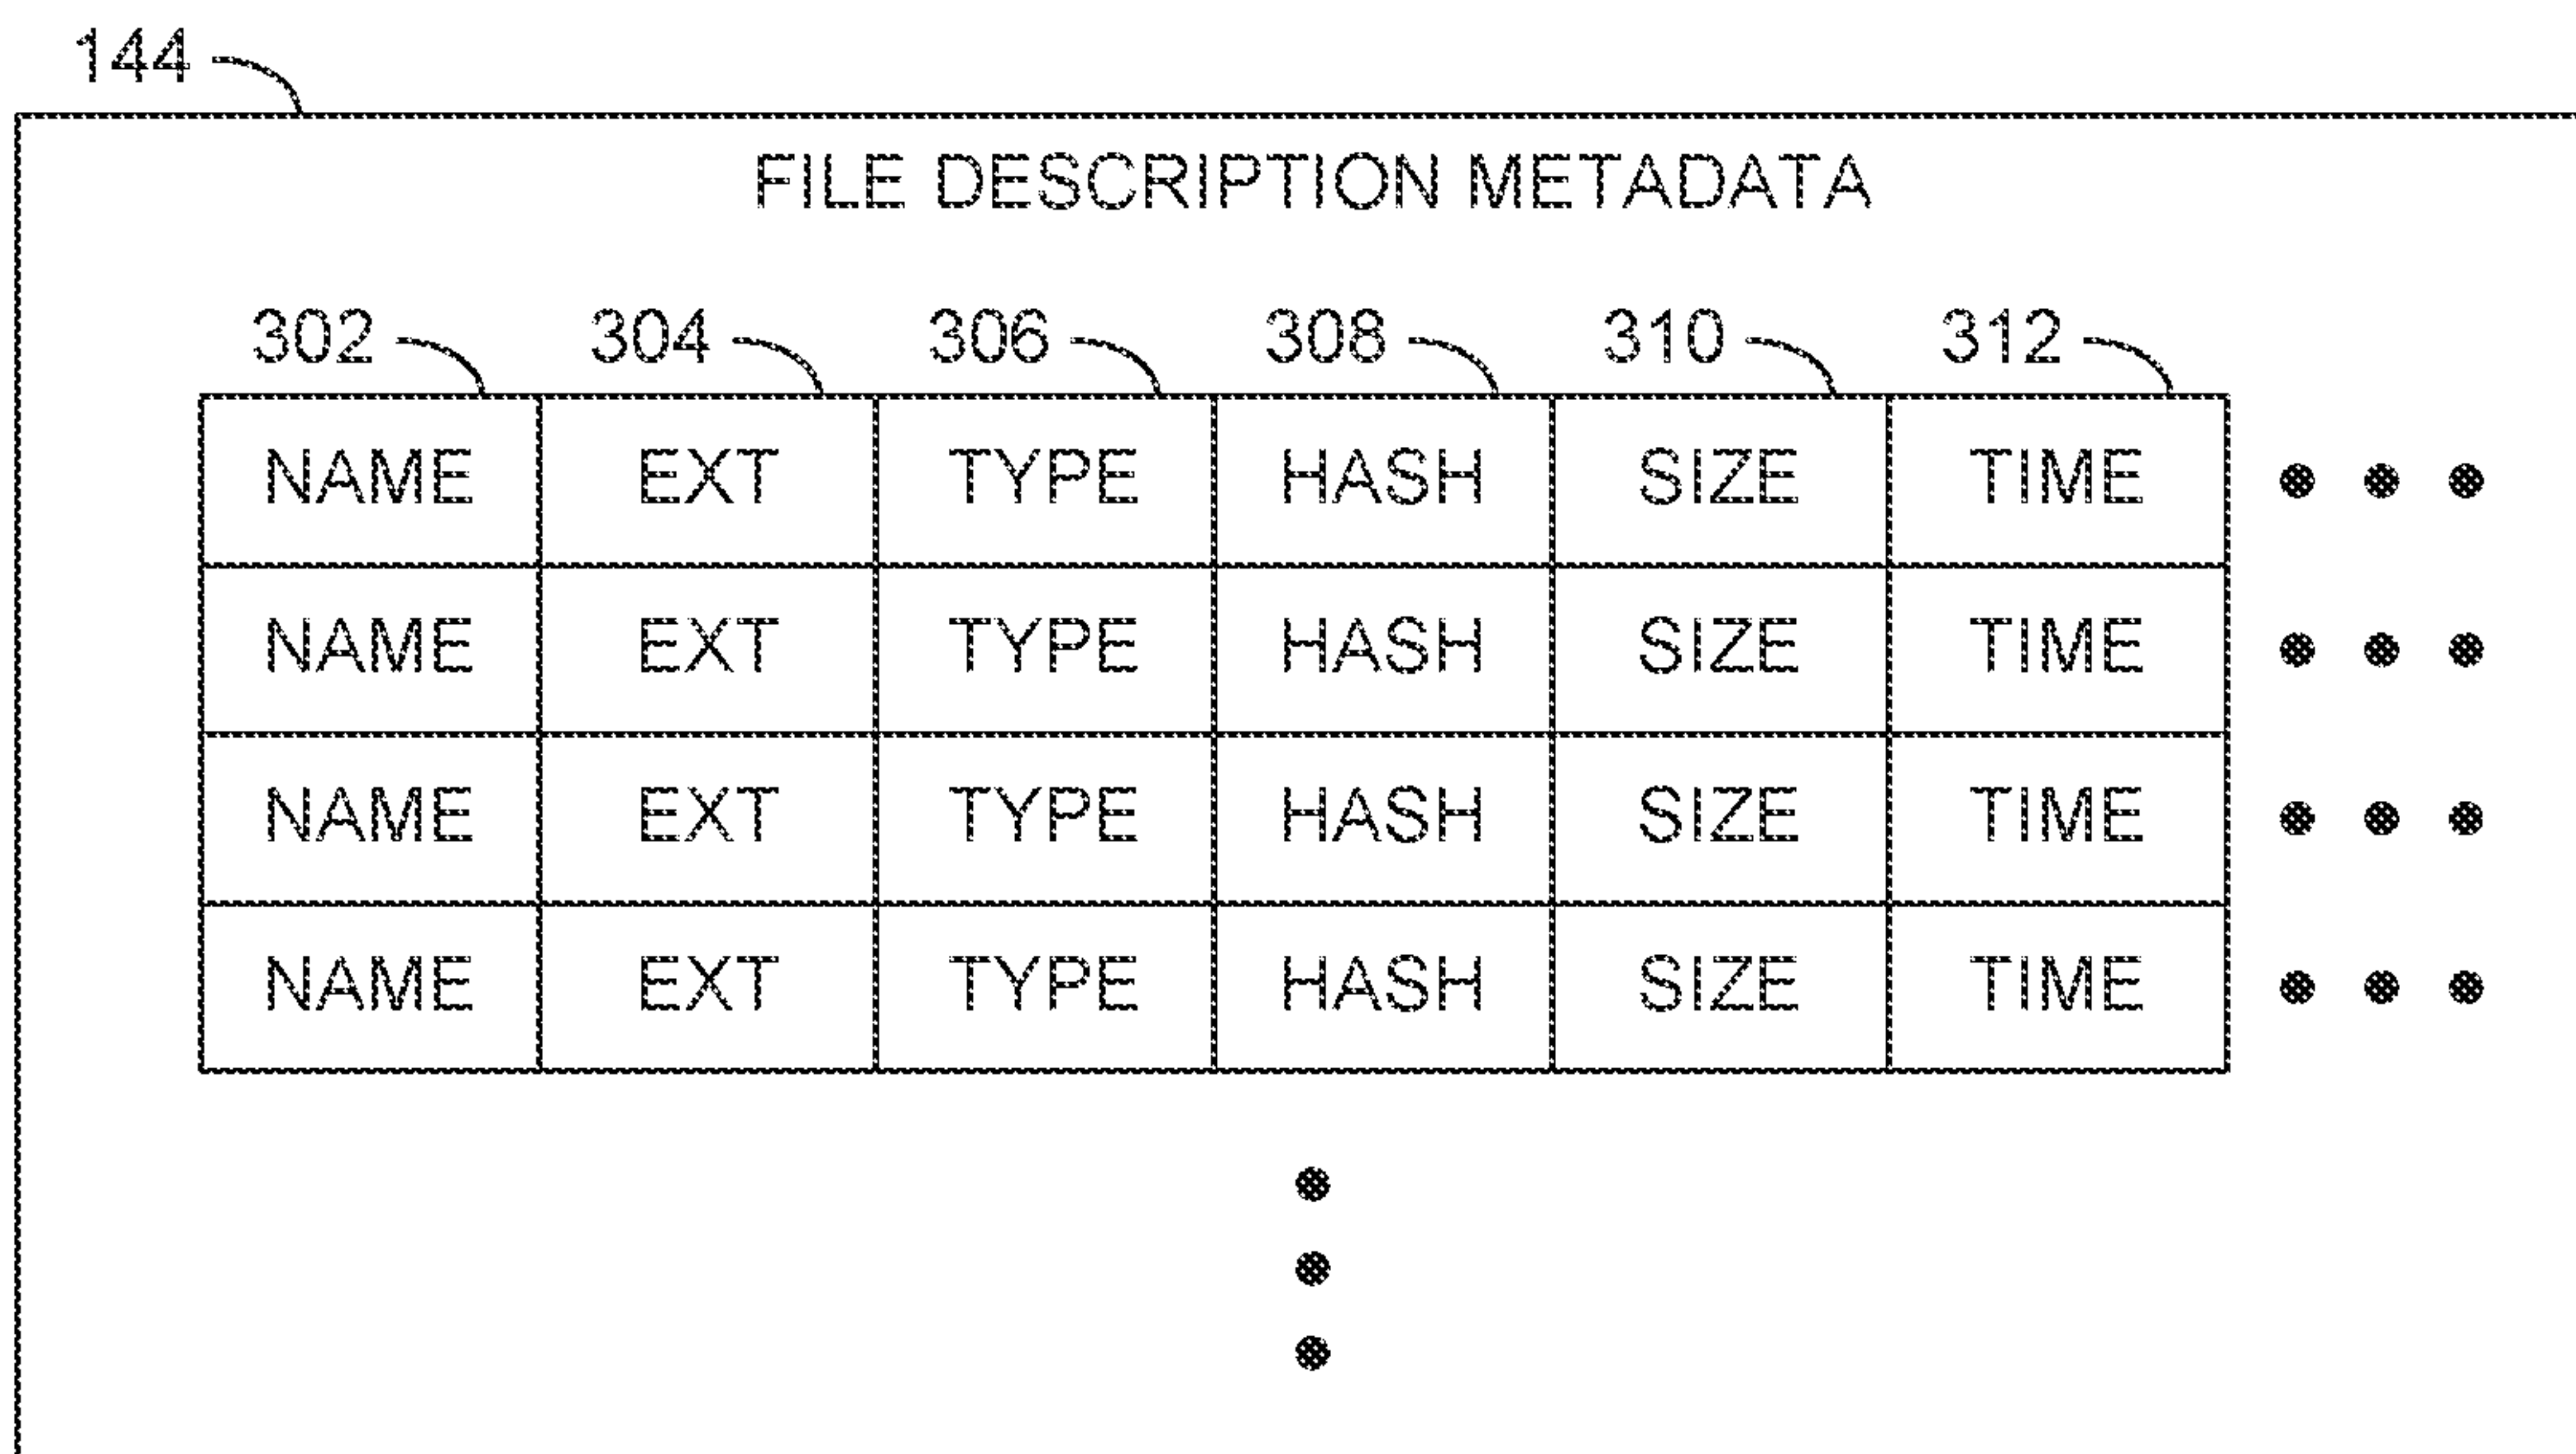 144
FILE DESCRIPTION METADATA
302 304 306 308 310 312
NAME EXT TYPE HASH SIZE TIME
NAME EXT TYPE HASH SIZE TIME
NAME EXT TYPE HASH SIZE TIME
NAME EXT TYPE HASH SIZE TIME